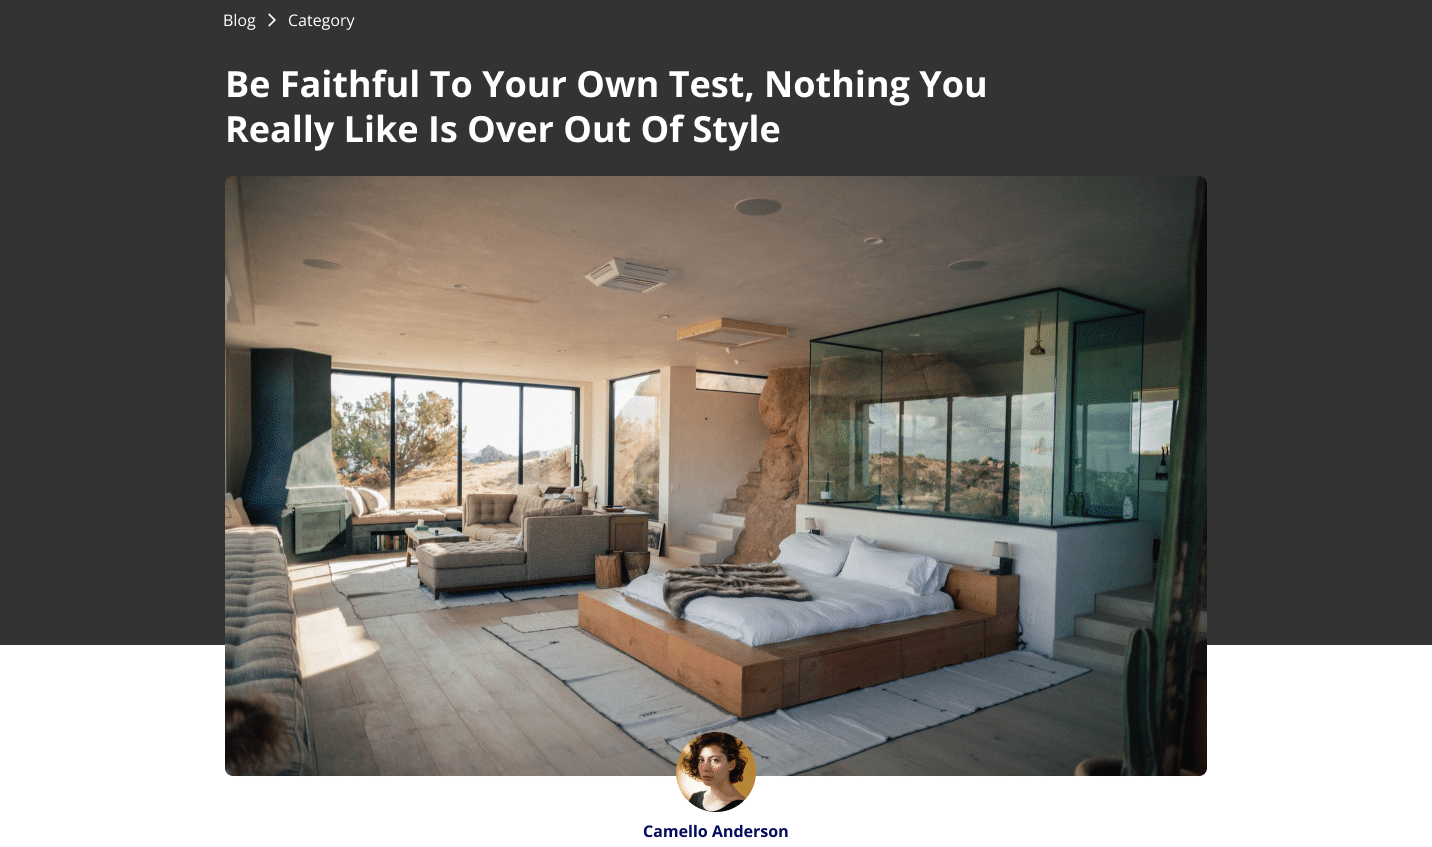 Blog > Category
Be Faithful To Your Own Test, Nothing You
Really Like Is Over Out Of Style
Camello Anderson